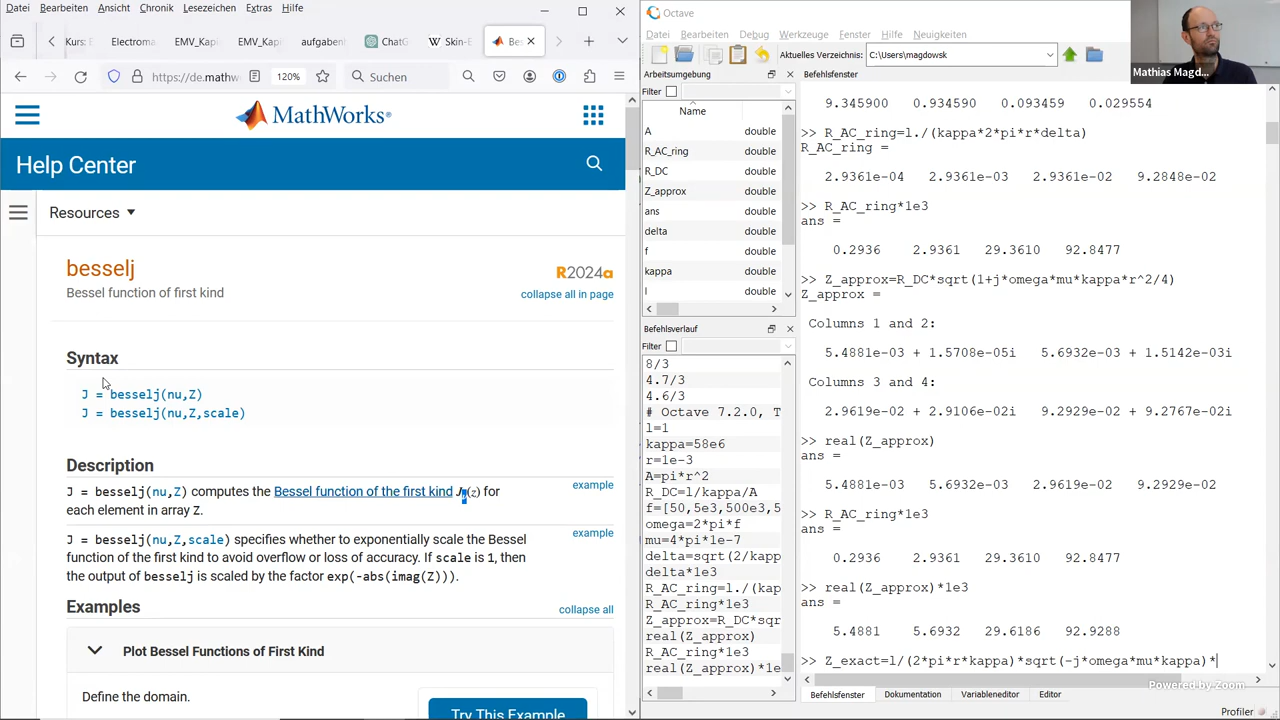 Datei Bearbeiten Ansicht Chronik Lesezeichen Extras Hilfe
Kurs: Electrom EMV_Kap EMV_Kapi aufgaben ChatG Skin-E Be
https://de.mathw 120% Suchen
MathWorks®
Help Center
Resources
besselj
R2024a
Bessel function of first kind
collapse all in page
Syntax
J = besselj(nu,Z)
J = besselj(nu,Z,scale)
Description
J = besselj(nu,Z) computes the Bessel function of the first kind Jν(z) for
each element in array Z.
example
J = besselj(nu,Z,scale) specifies whether to exponentially scale the Bessel
function of the first kind to avoid overflow or loss of accuracy. If scale is 1, then
the output of besselj is scaled by the factor exp(-abs(imag(Z))).
example
Examples
collapse all
Plot Bessel Functions of First Kind
Define the domain.
Try This Example
Octave
Datei Bearbeiten Debug Werkzeuge Fenster Hilfe Neuigkeiten
Aktuelles Verzeichnis: C:\Users\magdowsk
Mathias Magd...
Arbeitsumgebung
Filter
Name
A double
R_AC_ring double
R_DC double
Z_approx double
ans double
delta double
f double
kappa double
l double
Befehlsverlauf
Filter
8/3
4.7/3
4.6/3
# Octave 7.2.0, T
l=1
kappa=58e6
r=1e-3
A=pi*r^2
R_DC=l/kappa/A
f=[50,5e3,500e3,5
omega=2*pi*f
mu=4*pi*1e-7
delta=sqrt(2/kapp
delta*1e3
R_AC_ring=l./(kap
R_AC_ring*1e3
Z_approx=R_DC*sqr
real(Z_approx)
R_AC_ring*1e3
real(Z_approx)*1e
Befehlsfenster
9.345900 0.934590 0.093459 0.029554
>> R_AC_ring=l./(kappa*2*pi*r*delta)
R_AC_ring =
2.9361e-04 2.9361e-03 2.9361e-02 9.2848e-02
>> R_AC_ring*1e3
ans =
0.2936 2.9361 29.3610 92.8477
>> Z_approx=R_DC*sqrt(1+j*omega*mu*kappa*r^2/4)
Z_approx =
Columns 1 and 2:
5.4881e-03 + 1.5708e-05i 5.6932e-03 + 1.5142e-03i
Columns 3 and 4:
2.9619e-02 + 2.9106e-02i 9.2929e-02 + 9.2767e-02i
>> real(Z_approx)
ans =
5.4881e-03 5.6932e-03 2.9619e-02 9.2929e-02
>> R_AC_ring*1e3
ans =
0.2936 2.9361 29.3610 92.8477
>> real(Z_approx)*1e3
ans =
5.4881 5.6932 29.6186 92.9288
>> Z_exact=l/(2*pi*r*kappa)*sqrt(-j*omega*mu*kappa)*
Powered by Zoom
Befehlsfenster Dokumentation Variableneditor Editor
Profiler